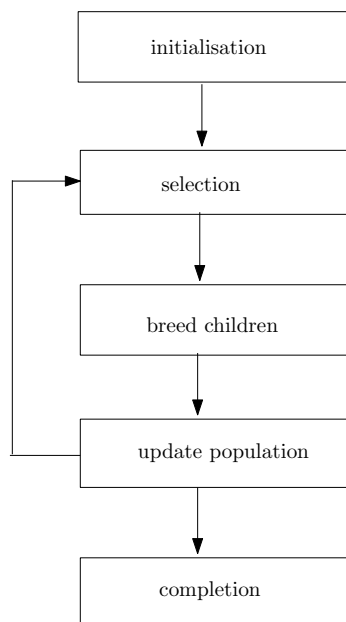 initialisation
selection
breed children
update population
completion